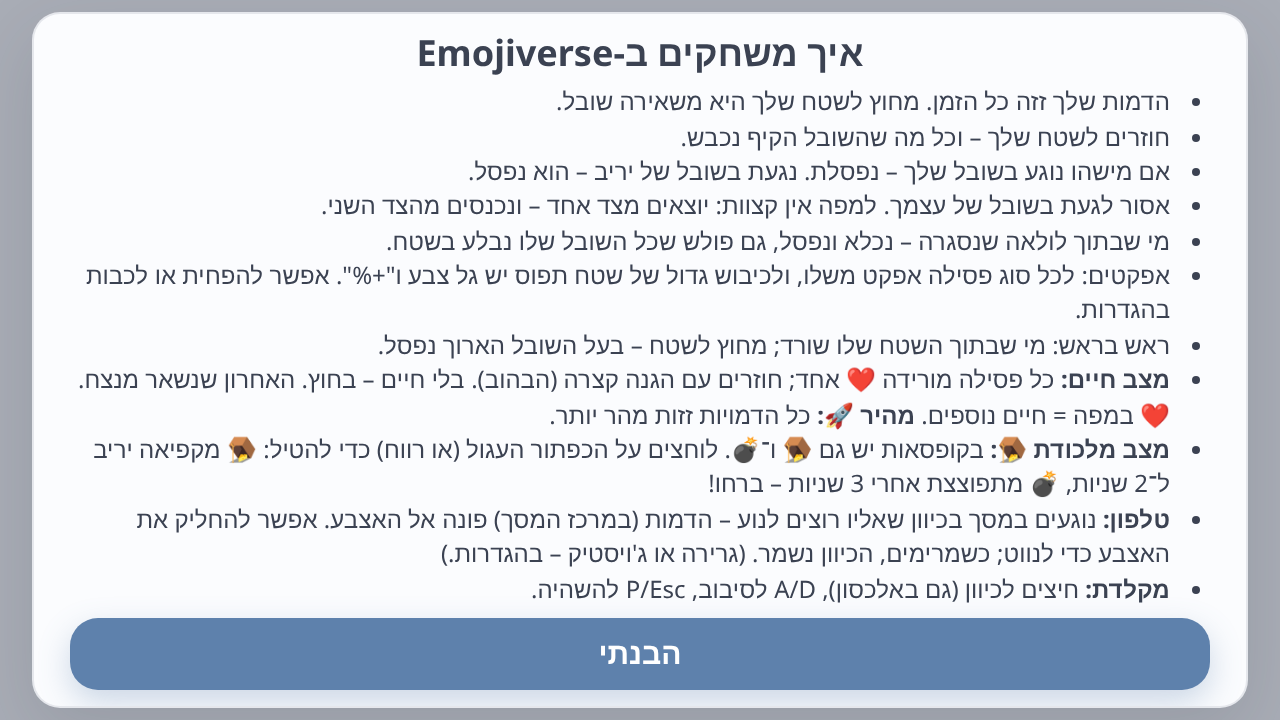 איך משחקים ב-Emojiverse
• הדמות שלך זזה כל הזמן. מחוץ לשטח שלך היא משאירה שובל.
• חוזרים לשטח שלך – וכל מה שהשובל הקיף נכבש.
• אם מישהו נוגע בשובל שלך – נפסלת. נגעת בשובל של יריב – הוא נפסל.
• אסור לגעת בשובל של עצמך. למפה אין קצוות: יוצאים מצד אחד – ונכנסים מהצד השני.
• מי שבתוך לולאה שנסגרה – נכלא ונפסל, גם פולש שכל השובל שלו נבלע בשטח.
• אפקטים: לכל סוג פסילה אפקט משלו, ולכיבוש גדול של שטח תפוס יש גל צבע ו"+%". אפשר להפחית או לכבות
בהגדרות.
• ראש בראש: מי שבתוך השטח שלו שורד; מחוץ לשטח – בעל השובל הארוך נפסל.
• מצב חיים: כל פסילה מורידה ❤️ אחד; חוזרים עם הגנה קצרה (הבהוב). בלי חיים – בחוץ. האחרון שנשאר מנצח.
❤️ במפה = חיים נוספים. מהיר 🚀: כל הדמויות זזות מהר יותר.
• מצב מלכודת 🪤: בקופסאות יש גם 🪤 ו־💣. לוחצים על הכפתור העגול (או רווח) כדי להטיל: 🪤 מקפיאה יריב
ל־2 שניות, 💣 מתפוצצת אחרי 3 שניות – ברחו!
• טלפון: נוגעים במסך בכיוון שאליו רוצים לנוע – הדמות (במרכז המסך) פונה אל האצבע. אפשר להחליק את
האצבע כדי לנווט; כשמרימים, הכיוון נשמר. (גרירה או ג'ויסטיק – בהגדרות.)
• מקלדת: חיצים לכיוון (גם באלכסון), A/D לסיבוב, P/Esc להשהיה.
הבנתי